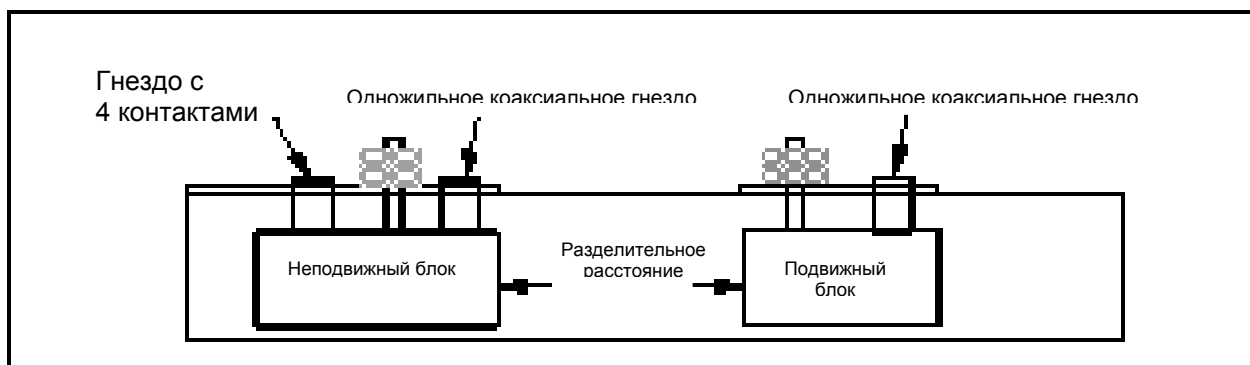 Гнездо с
4 контактами
Одножильное коаксиальное гнездо
Одножильное коаксиальное гнездо
Неподвижный блок
Разделительное
расстояние
Подвижный
блок